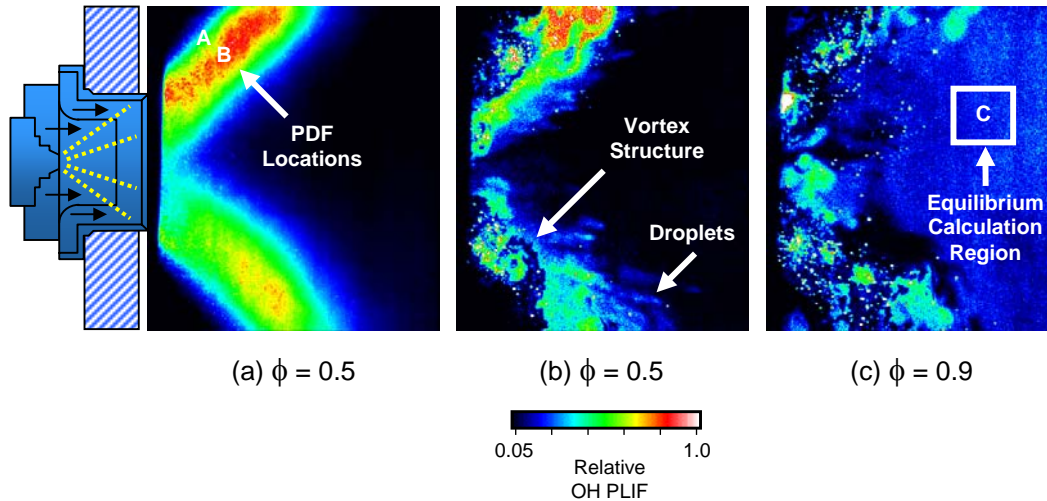 A
B
PDF
Locations
Vortex
Structure
Droplets
C
Equilibrium
Calculation
Region
(a) ϕ = 0.5
(b) ϕ = 0.5
(c) ϕ = 0.9
0.05
1.0
Relative
OH PLIF